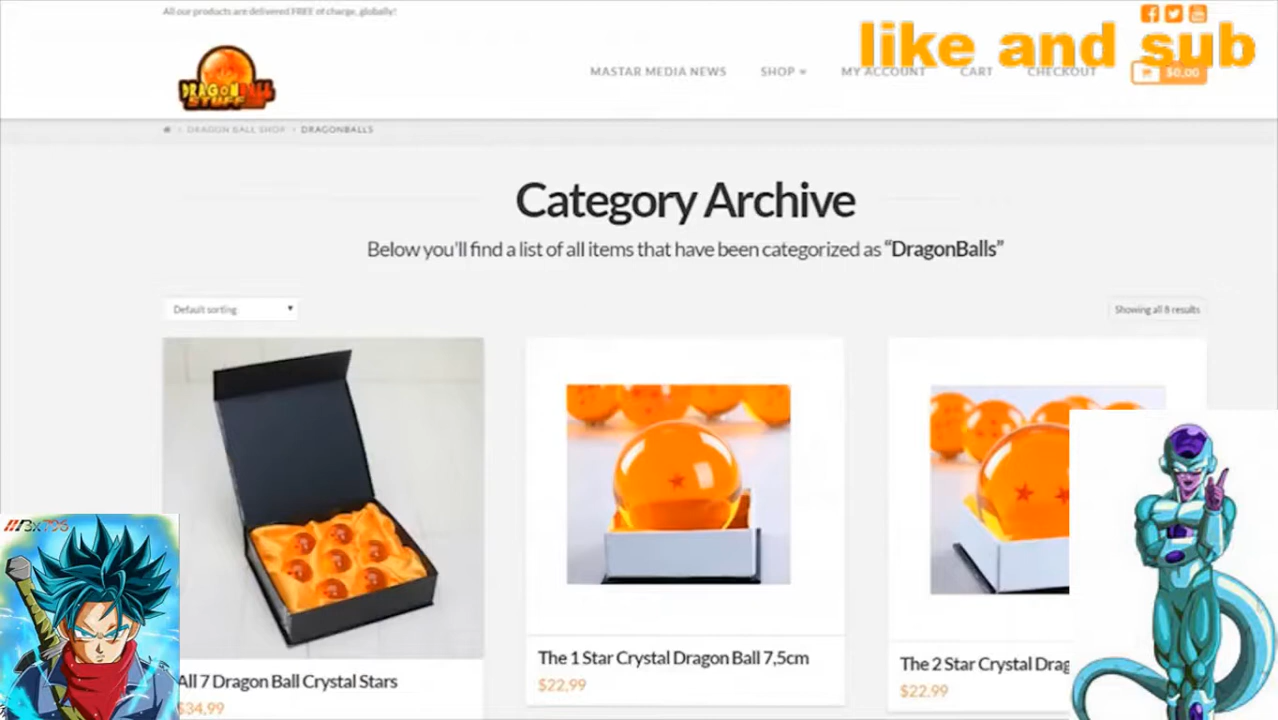 All our products are delivered FREE of charge, globally!
like and sub
DRAGON BALL
STUFF
MASTAR MEDIA NEWS
SHOP
MY ACCOUNT
CART
CHECKOUT
$0.00
DRAGON BALL SHOP
DRAGONBALLS
Category Archive
Below you'll find a list of all items that have been categorized as “DragonBalls”
Default sorting
Showing all 8 results
All 7 Dragon Ball Crystal Stars
$34,99
The 1 Star Crystal Dragon Ball 7,5cm
$22,99
The 2 Star Crystal Drag
$22,99